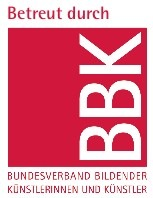 Betreut durch
BBK
BUNDESVERBAND BILDENDER
KÜNSTLERINNEN UND KÜNSTLER